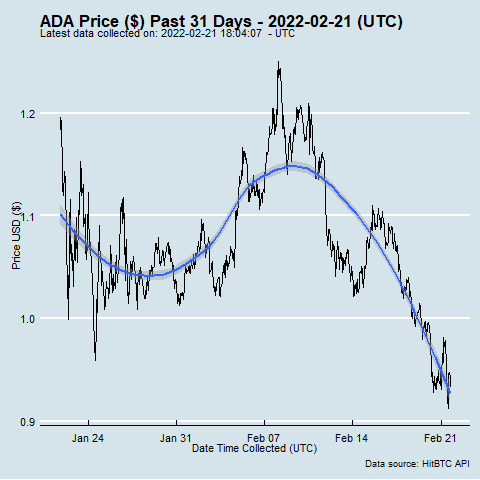 ADA Price ($) Past 31 Days - 2022-02-21 (UTC)
Latest data collected on: 2022-02-21 18:04:07  - UTC
1.2
1.1
1.0
0.9
Price USD ($)
Jan 24
Jan 31
Feb 07
Feb 14
Feb 21
Date Time Collected (UTC)
Data source: HitBTC API